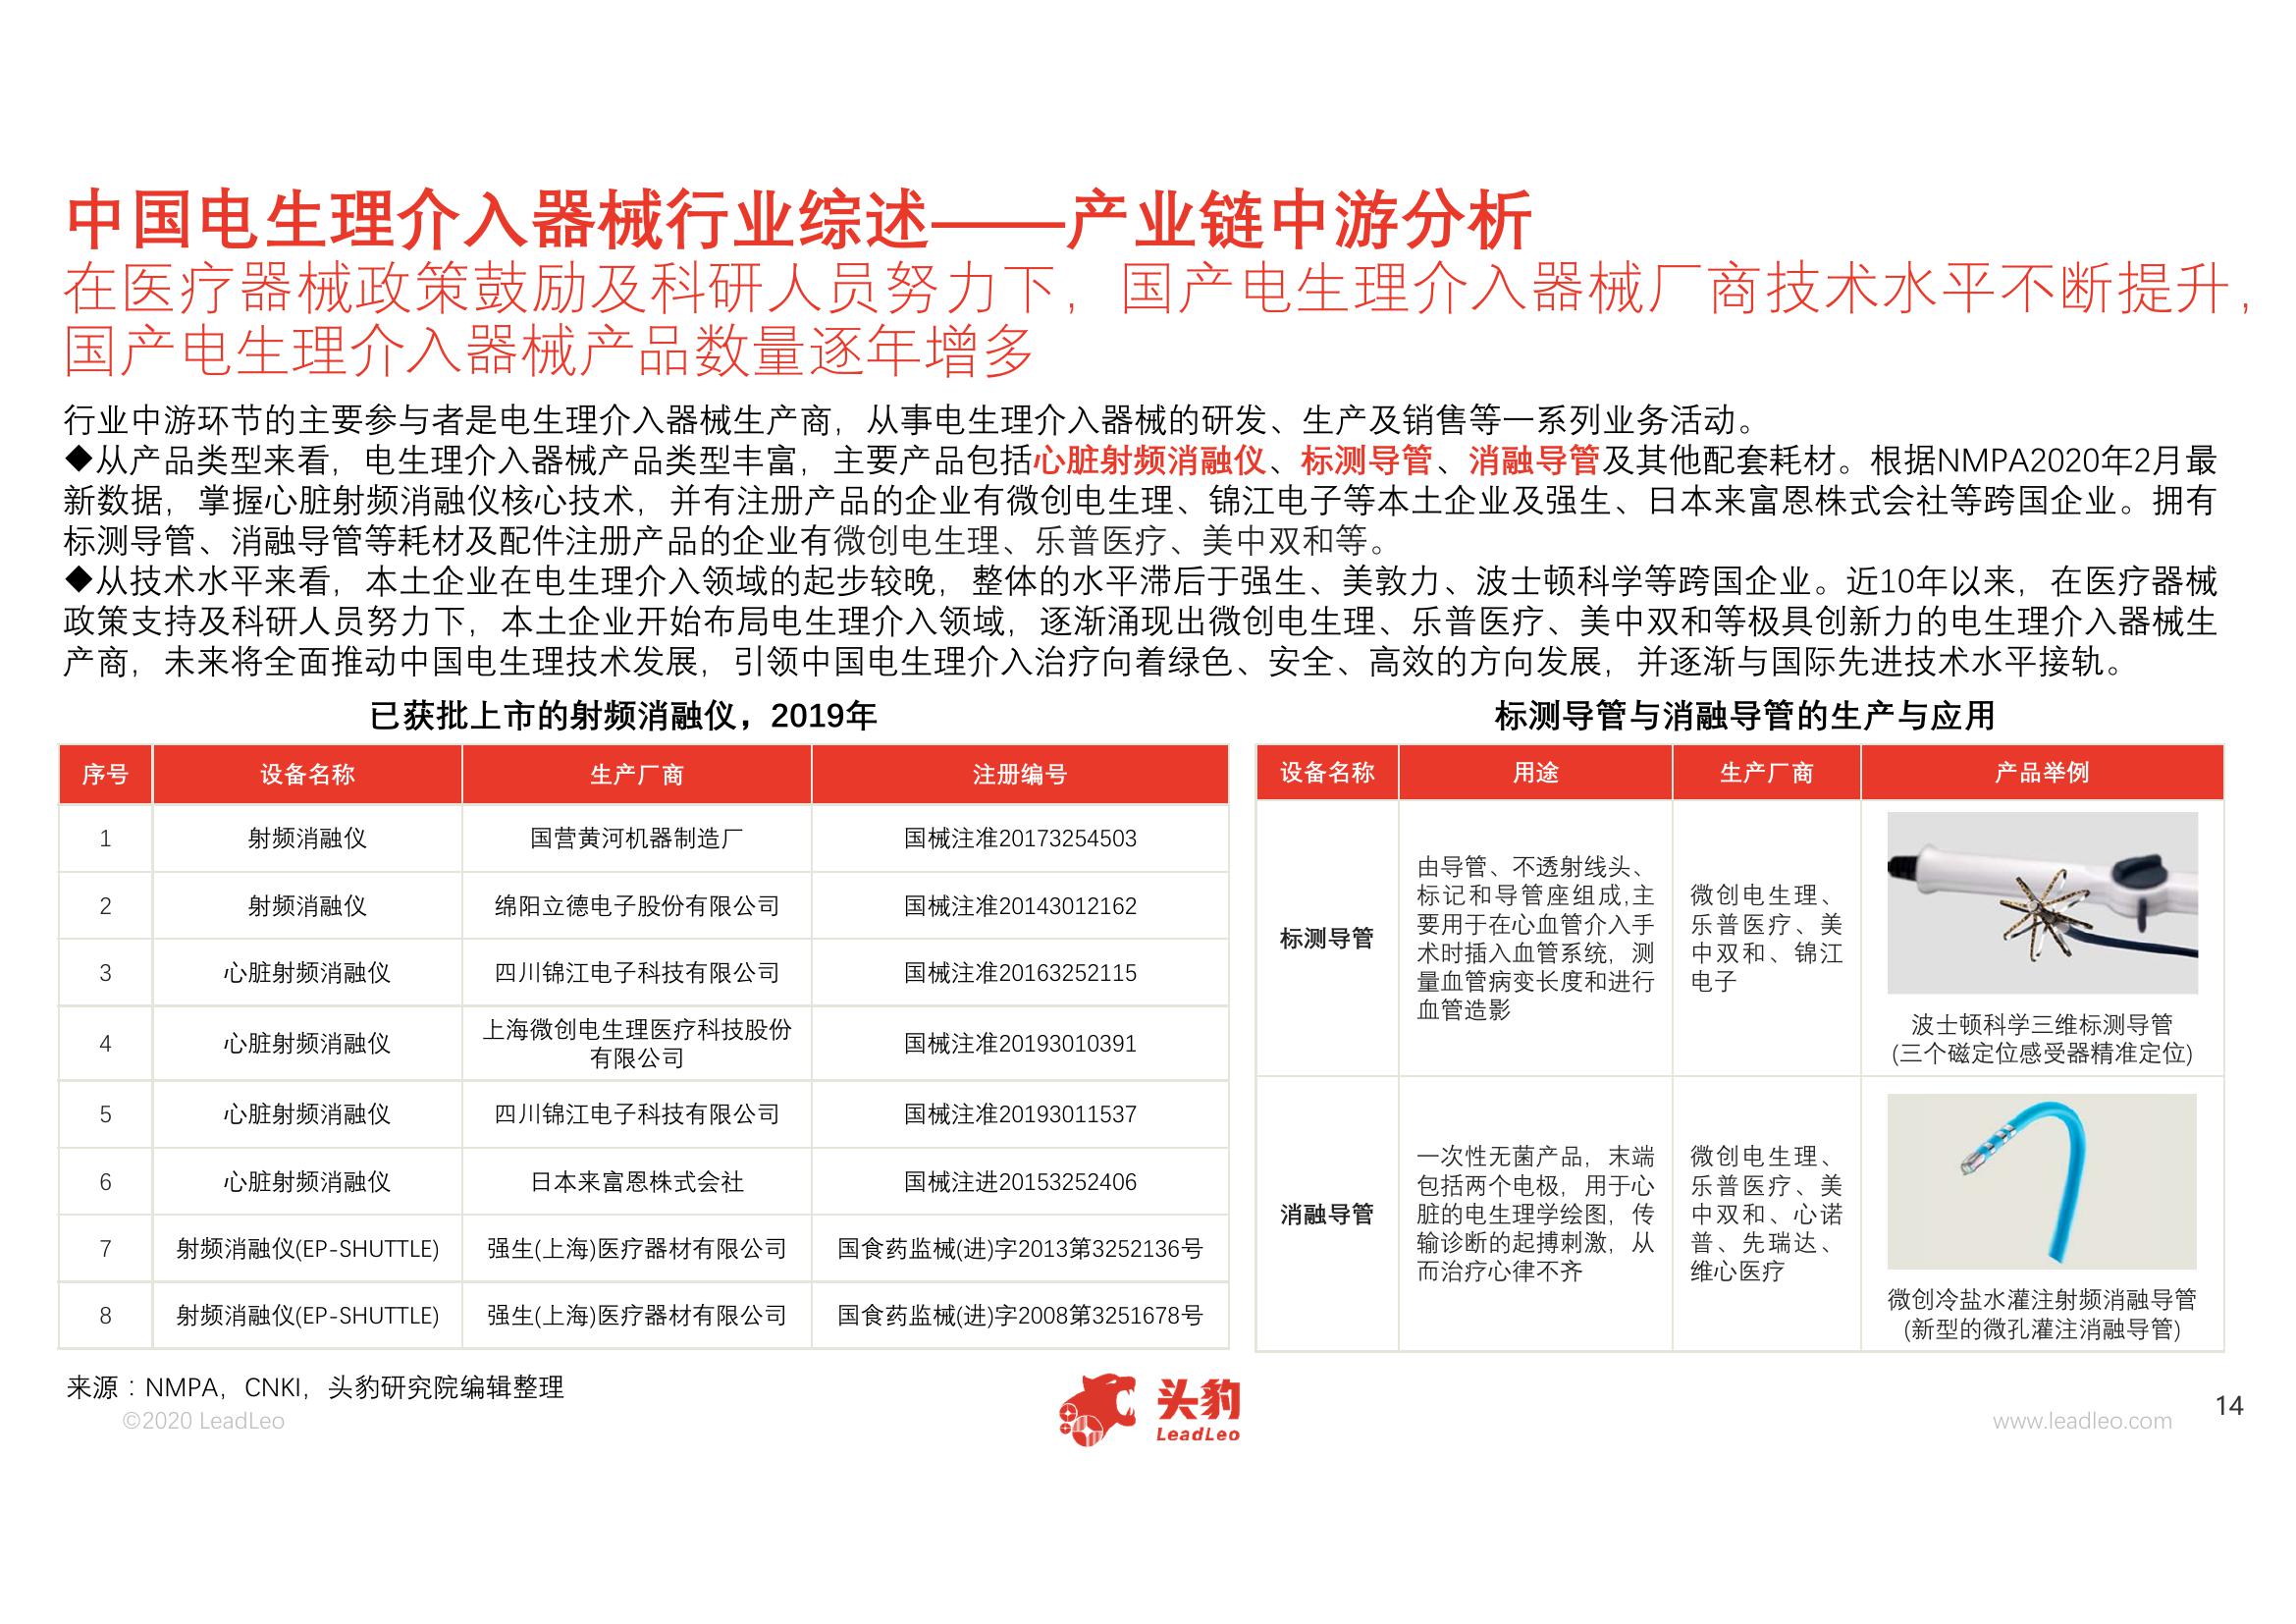 中国电生理介入器械行业综述——产业链中游分析
在医疗器械政策鼓励及科研人员努力下，国产电生理介入器械厂商技术水平不断提升，
国产电生理介入器械产品数量逐年增多
行业中游环节的主要参与者是电生理介入器械生产商，从事电生理介入器械的研发、生产及销售等一系列业务活动。
◆从产品类型来看，电生理介入器械产品类型丰富，主要产品包括心脏射频消融仪、标测导管、消融导管及其他配套耗材。根据NMPA2020年2月最
新数据，掌握心脏射频消融仪核心技术，并有注册产品的企业有微创电生理、锦江电子等本土企业及强生、日本来富恩株式会社等跨国企业。拥有
标测导管、消融导管等耗材及配件注册产品的企业有微创电生理、乐普医疗、美中双和等。
◆从技术水平来看，本土企业在电生理介入领域的起步较晚，整体的水平滞后于强生、美敦力、波士顿科学等跨国企业。近10年以来，在医疗器械
政策支持及科研人员努力下，本土企业开始布局电生理介入领域，逐渐涌现出微创电生理、乐普医疗、美中双和等极具创新力的电生理介入器械生
产商，未来将全面推动中国电生理技术发展，引领中国电生理介入治疗向着绿色、安全、高效的方向发展，并逐渐与国际先进技术水平接轨。
已获批上市的射频消融仪，2019年
序号 设备名称 生产厂商 注册编号
1 射频消融仪 国营黄河机器制造厂 国械注准20173254503
2 射频消融仪 绵阳立德电子股份有限公司 国械注准20143012162
3 心脏射频消融仪 四川锦江电子科技有限公司 国械注准20163252115
4 心脏射频消融仪 上海微创电生理医疗科技股份
有限公司 国械注准20193010391
5 心脏射频消融仪 四川锦江电子科技有限公司 国械注准20193011537
6 心脏射频消融仪 日本来富恩株式会社 国械注进20153252406
7 射频消融仪(EP-SHUTTLE) 强生(上海)医疗器材有限公司 国食药监械(进)字2013第3252136号
8 射频消融仪(EP-SHUTTLE) 强生(上海)医疗器材有限公司 国食药监械(进)字2008第3251678号
标测导管与消融导管的生产与应用
设备名称 用途 生产厂商 产品举例
标测导管
由导管、不透射线头、
标记和导管座组成,主
要用于在心血管介入手
术时插入血管系统，测
量血管病变长度和进行
血管造影
微创电生理、
乐普医疗、美
中双和、锦江
电子
波士顿科学三维标测导管
(三个磁定位感受器精准定位)
消融导管
一次性无菌产品，末端
包括两个电极，用于心
脏的电生理学绘图，传
输诊断的起搏刺激，从
而治疗心律不齐
微创电生理、
乐普医疗、美
中双和、心诺
普、先瑞达、
维心医疗
微创冷盐水灌注射频消融导管
(新型的微孔灌注消融导管)
来源：NMPA，CNKI，头豹研究院编辑整理
©2020 LeadLeo
头豹
LeadLeo
www.leadleo.com
14